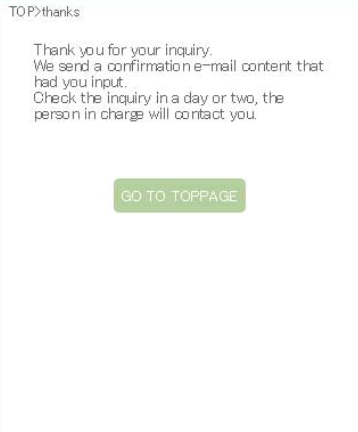 TOP>thanks
Thank you for your inquiry.
We send a confirmation e-mail content that
had you input.
Check the inquiry in a day or two, the
person in charge will contact you.
GO TO TOPPAGE